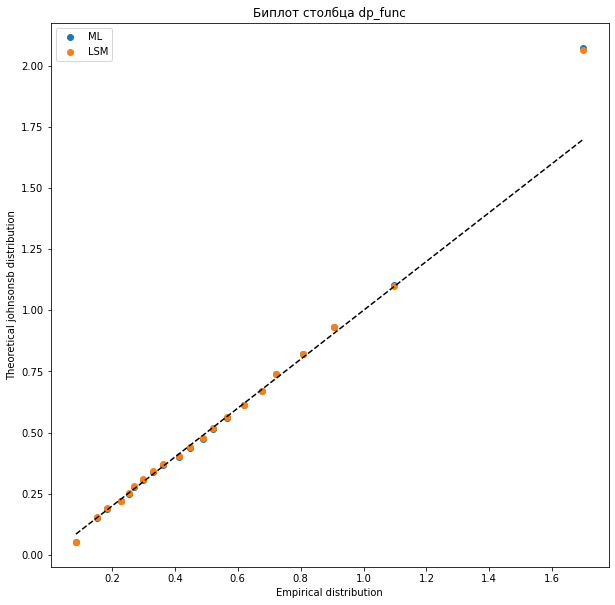 Биплот столбца dp_func
ML
LSM
2.00
1.75
1.50
1.25
1.00
0.75
0.50
0.25
0.00
Theoretical johnsonsb distribution
0.2 0.4 0.6 0.8 1.0 1.2 1.4 1.6
Empirical distribution